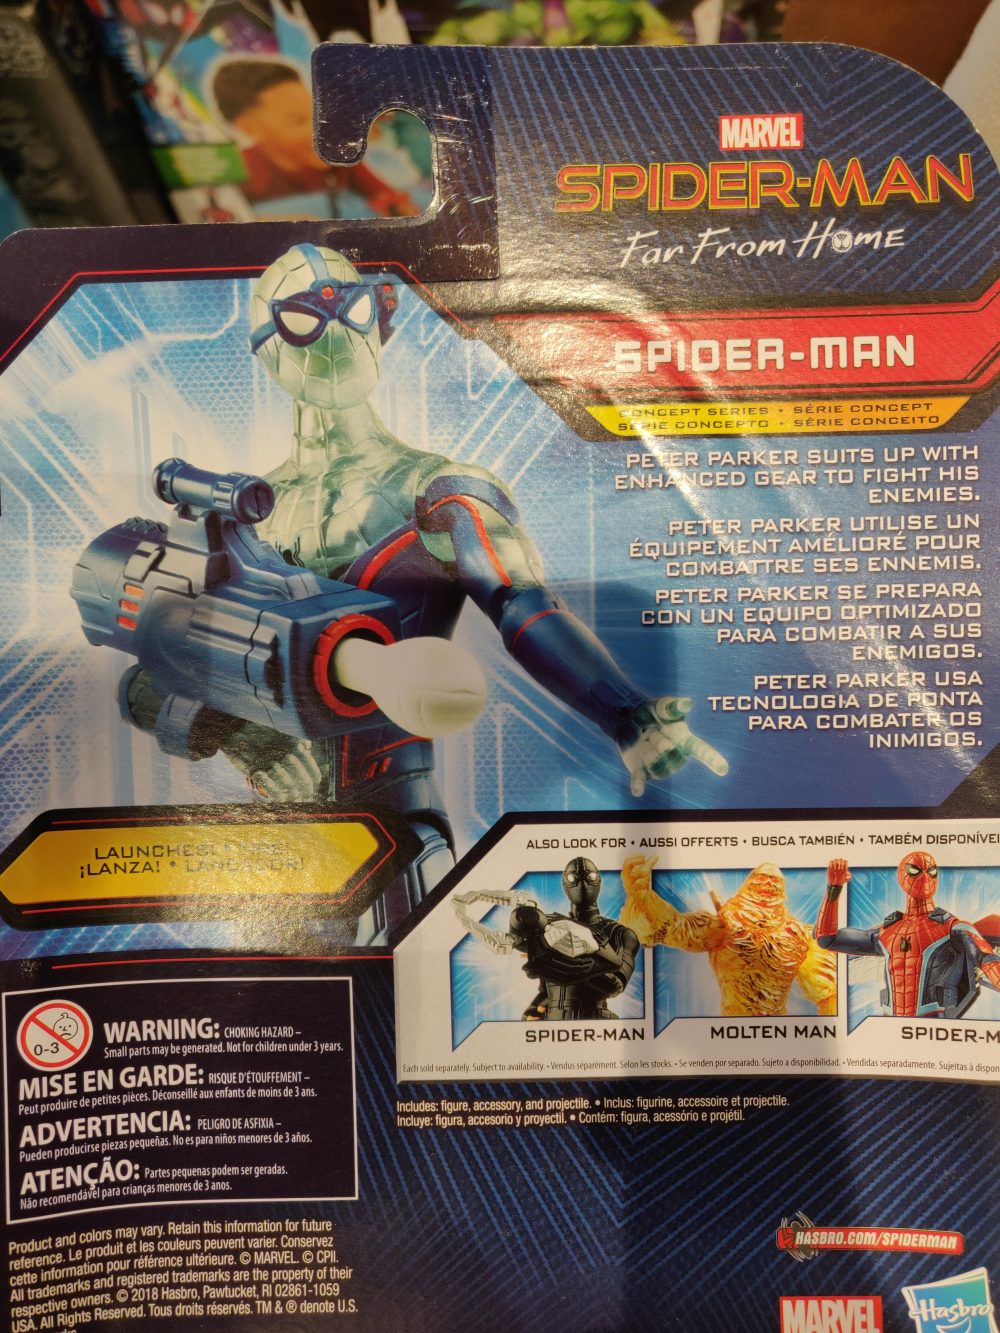 MARVEL
SPIDER-MAN
Far From Home
SPIDER-MAN
CONCEPT SERIES • SÉRIE CONCEPT
SERIE CONCEPTO • SÉRIE CONCEITO
PETER PARKER SUITS UP WITH
ENHANCED GEAR TO FIGHT HIS
ENEMIES.
PETER PARKER UTILISE UN
ÉQUIPEMENT AMÉLIORÉ POUR
COMBATTRE SES ENNEMIS.
PETER PARKER SE PREPARA
CON UN EQUIPO OPTIMIZADO
PARA COMBATIR A SUS
ENEMIGOS.
PETER PARKER USA
TECNOLOGIA DE PONTA
PARA COMBATER OS
INIMIGOS.
¡LANZA! •
ALSO LOOK FOR • AUSSI OFFERTS • BUSCA TAMBIÉN • TAMBÉM DISPONÍVEI
SPIDER-MAN
MOLTEN MAN
SPIDER-M
Each sold separately. Subject to availability. • Vendus séparément. Selon les stocks. • Se venden por separado. Sujeto a disponibilidad. • Vendidas separadamente. Sujeitas à dispon
Includes: figure, accessory, and projectile. • Inclus: figurine, accessoire et projectile.
Incluye: figura, accesorio y proyectil. • Contém: figura, acessório e projétil.
0-3
WARNING: CHOKING HAZARD –
Small parts may be generated. Not for children under 3 years.
MISE EN GARDE: RISQUE D'ÉTOUFFEMENT –
Peut produire de petites pièces. Déconseillé aux enfants de moins de 3 ans.
ADVERTENCIA: PELIGRO DE ASFIXIA –
Pueden producirse piezas pequeñas. No es para niños menores de 3 años.
ATENÇÃO: Partes pequenas podem ser geradas.
Não recomendável para crianças menores de 3 anos.
Product and colors may vary. Retain this information for future
reference. Le produit et les couleurs peuvent varier. Conservez
cette information pour référence ultérieure. © MARVEL. © CPII.
All trademarks and registered trademarks are the property of their
respective owners. © 2018 Hasbro, Pawtucket, RI 02861-1059
USA. All Rights Reserved. Tous droits réservés. TM & ® denote U.S.
HASBRO.COM/SPIDERMAN
MARVEL
Hasbro